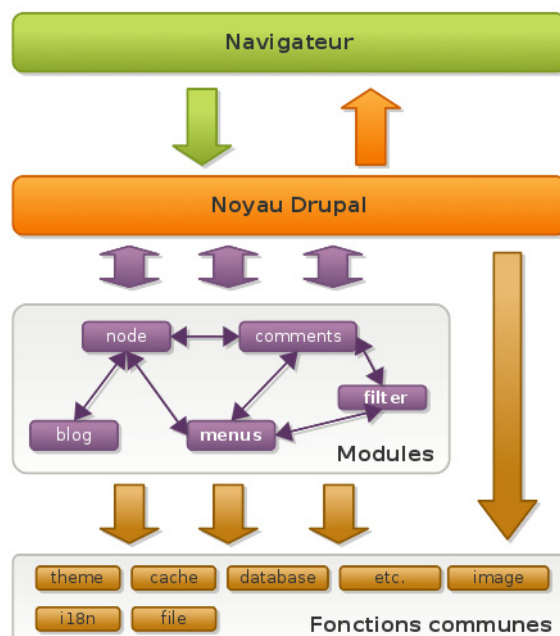 Navigateur
Noyau Drupal
node
comments
filter
blog
menus
Modules
theme
cache
database
etc.
image
i18n
file
Fonctions communes